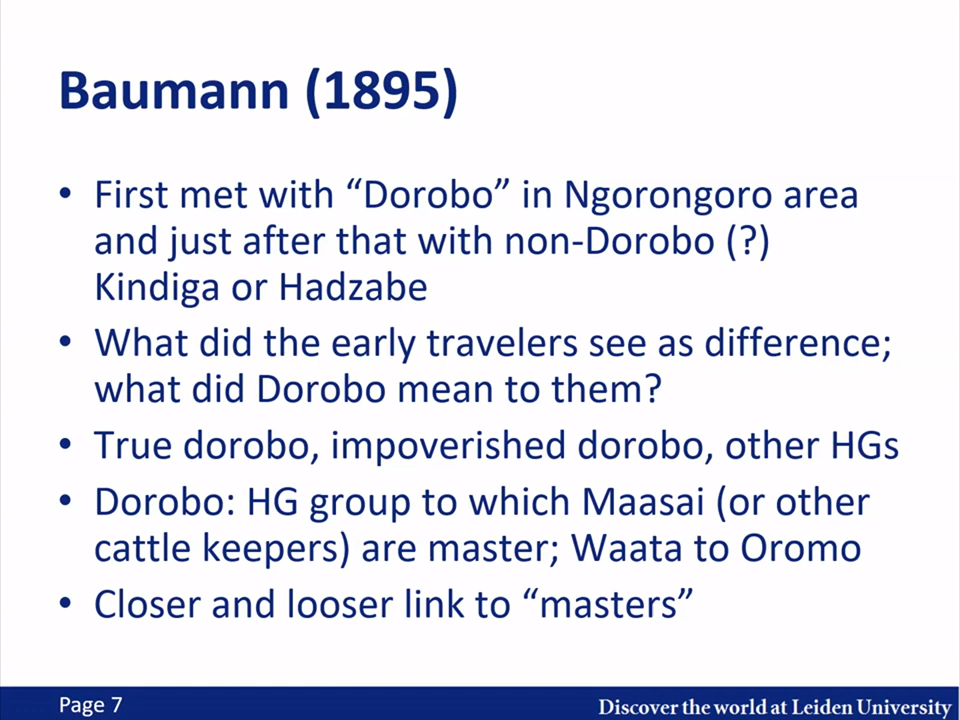 Baumann (1895)
• First met with “Dorobo” in Ngorongoro area
and just after that with non-Dorobo (?)
Kindiga or Hadzabe
• What did the early travelers see as difference;
what did Dorobo mean to them?
• True dorobo, impoverished dorobo, other HGs
• Dorobo: HG group to which Maasai (or other
cattle keepers) are master; Waata to Oromo
• Closer and looser link to “masters”
Page 7
Discover the world at Leiden University